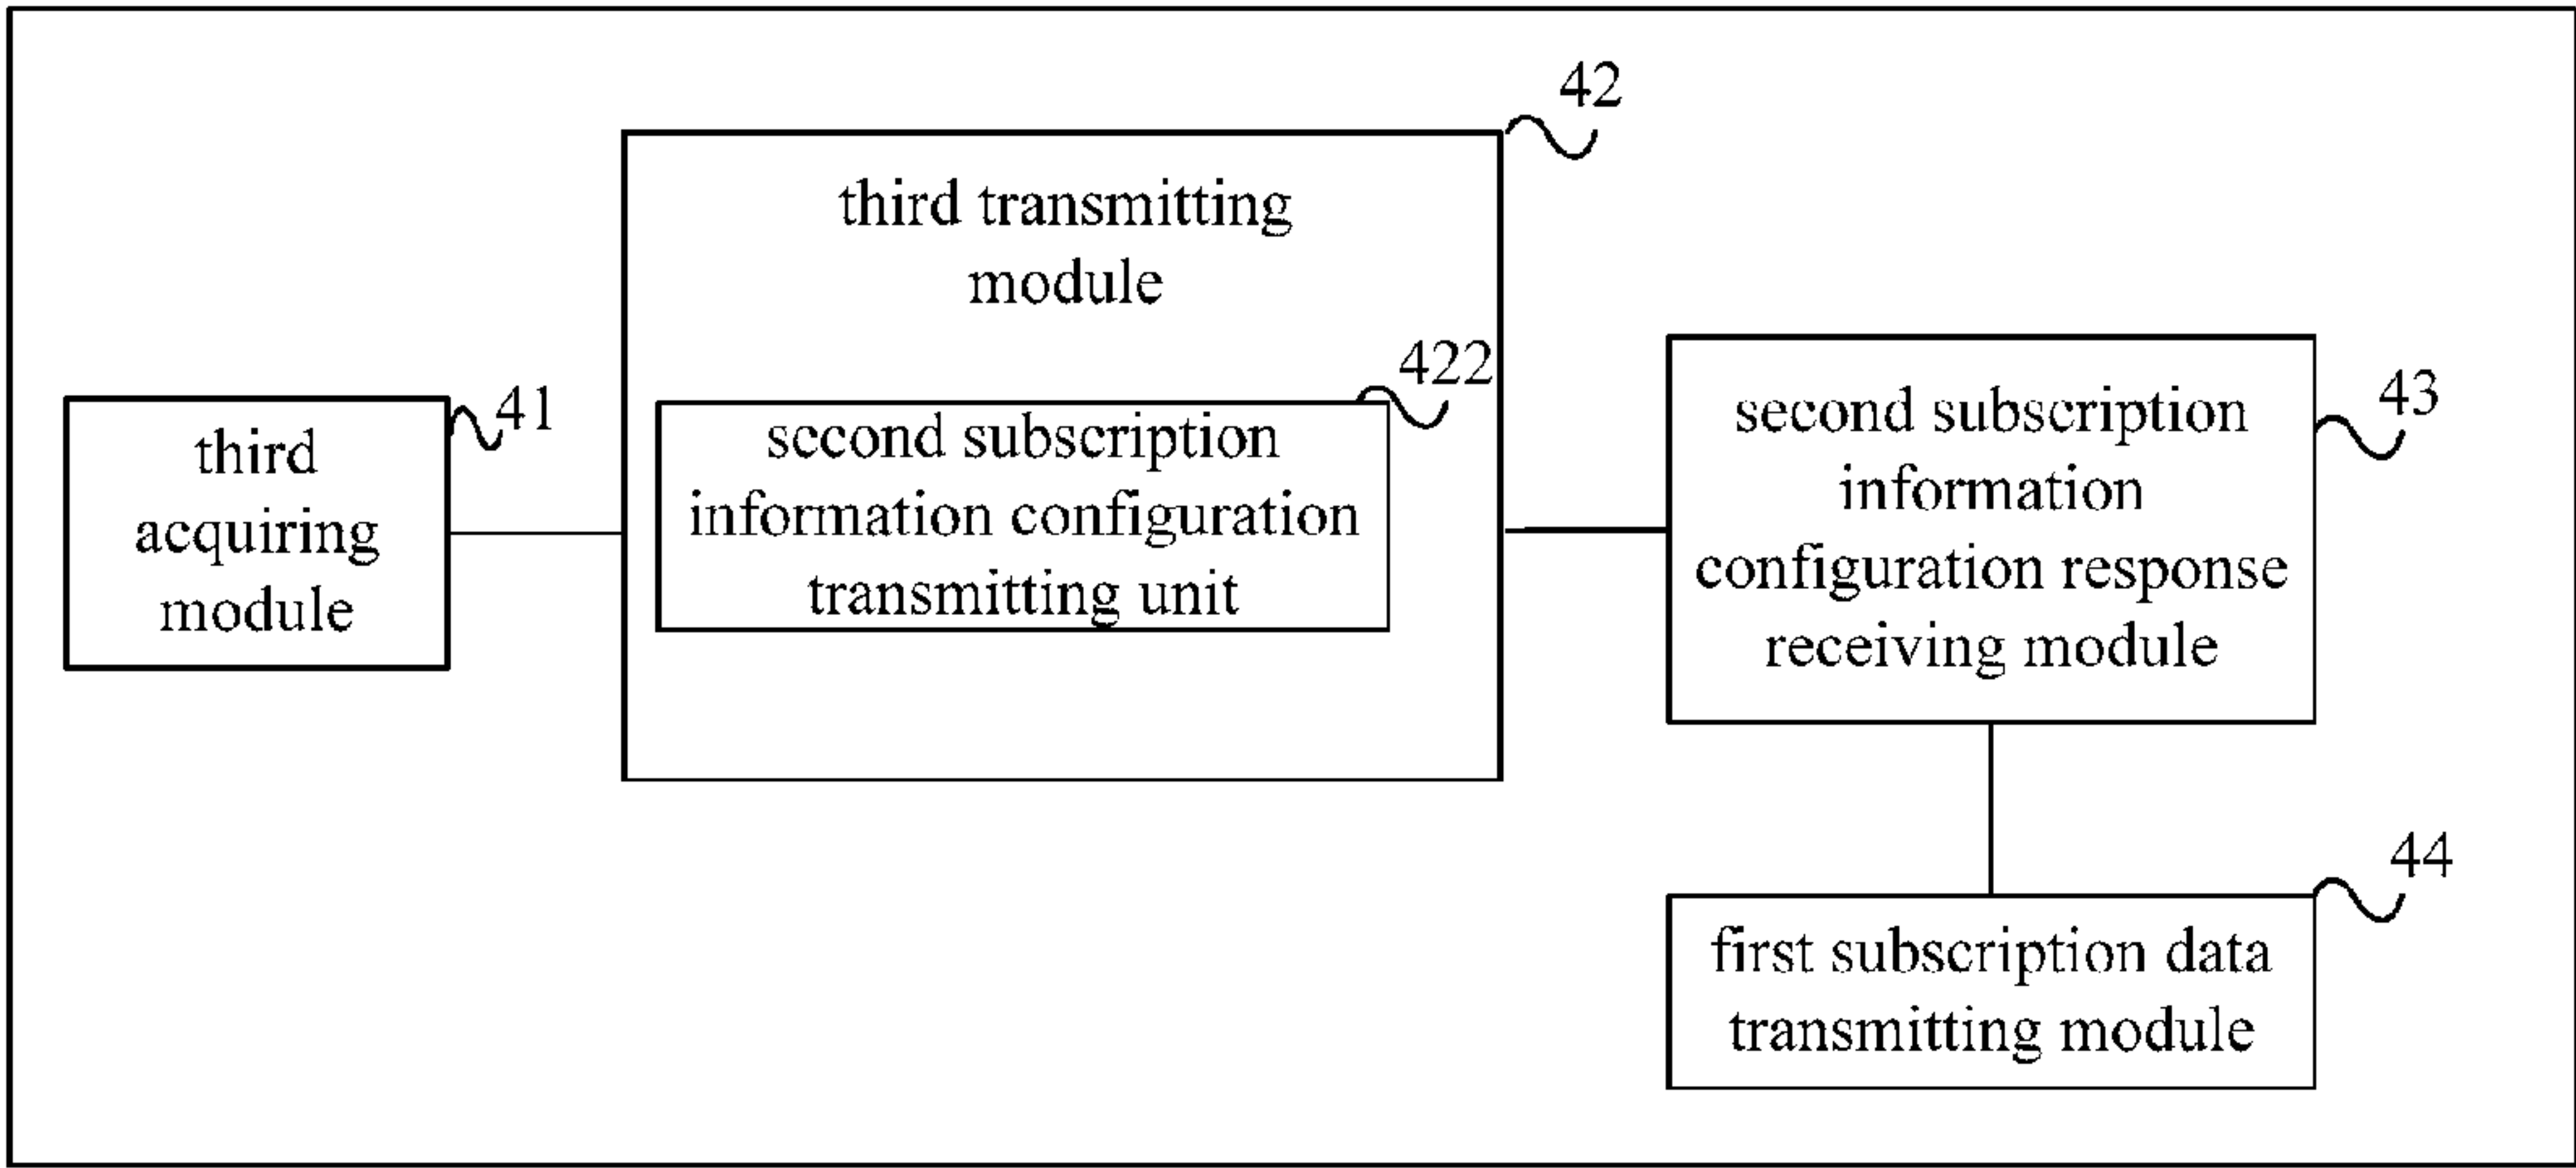 42
third transmitting
module
422
second subscription
information configuration
transmitting unit
41
third
acquiring
module
43
second subscription
information
configuration response
receiving module
44
first subscription data
transmitting module